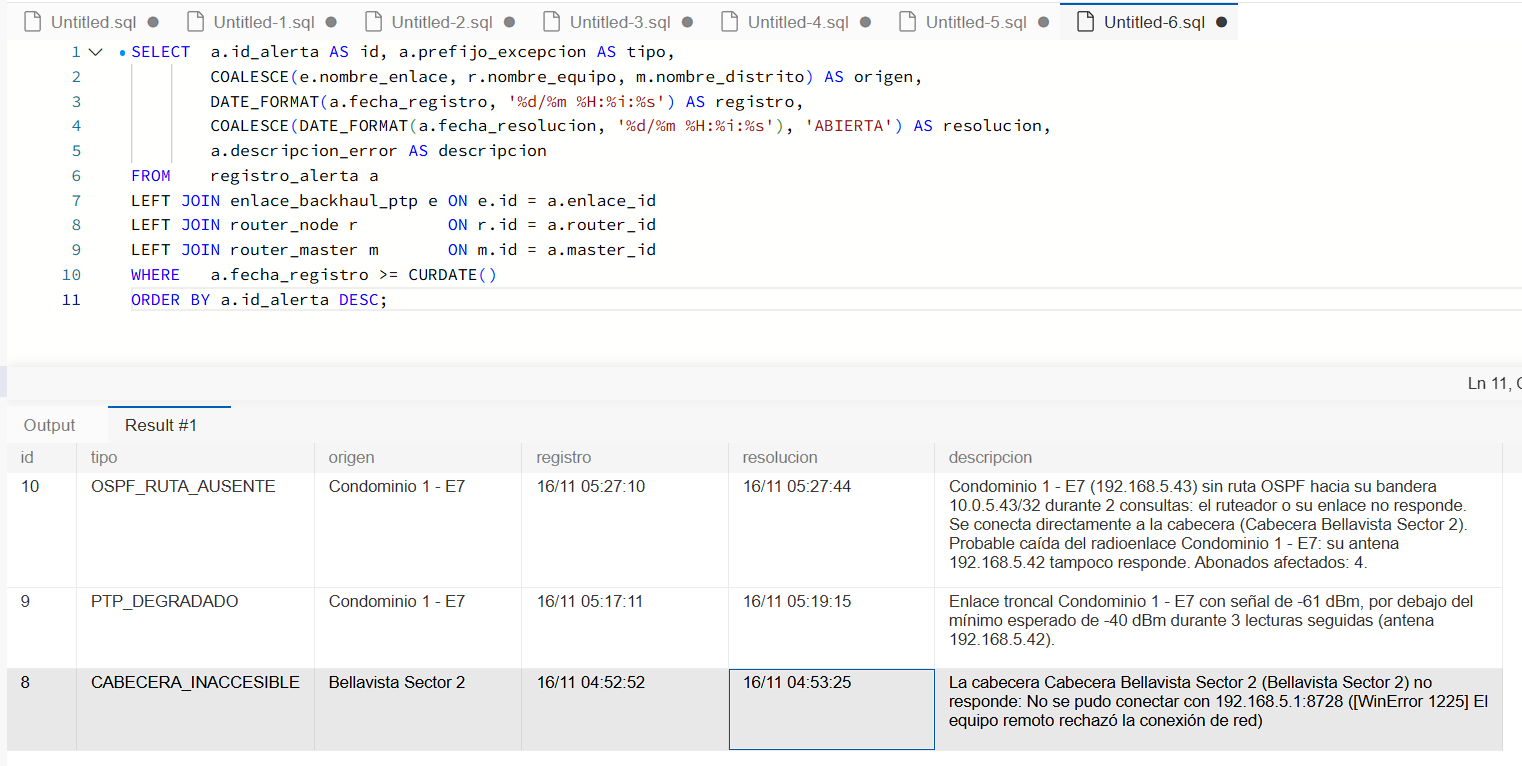 Untitled.sql Untitled-1.sql Untitled-2.sql Untitled-3.sql Untitled-4.sql Untitled-5.sql Untitled-6.sql
1 SELECT a.id_alerta AS id, a.prefijo_excepcion AS tipo,
2 COALESCE(e.nombre_enlace, r.nombre_equipo, m.nombre_distrito) AS origen,
3 DATE_FORMAT(a.fecha_registro, '%d/%m %H:%i:%s') AS registro,
4 COALESCE(DATE_FORMAT(a.fecha_resolucion, '%d/%m %H:%i:%s'), 'ABIERTA') AS resolucion,
5 a.descripcion_error AS descripcion
6 FROM registro_alerta a
7 LEFT JOIN enlace_backhaul_ptp e ON e.id = a.enlace_id
8 LEFT JOIN router_node r ON r.id = a.router_id
9 LEFT JOIN router_master m ON m.id = a.master_id
10 WHERE a.fecha_registro >= CURDATE()
11 ORDER BY a.id_alerta DESC;
Ln 11,
Output Result #1
id tipo origen registro resolucion descripcion
10 OSPF_RUTA_AUSENTE Condominio 1 - E7 16/11 05:27:10 16/11 05:27:44 Condominio 1 - E7 (192.168.5.43) sin ruta OSPF hacia su bandera
10.0.5.43/32 durante 2 consultas: el ruteador o su enlace no responde.
Se conecta directamente a la cabecera (Cabecera Bellavista Sector 2).
Probable caída del radioenlace Condominio 1 - E7: su antena
192.168.5.42 tampoco responde. Abonados afectados: 4.
9 PTP_DEGRADADO Condominio 1 - E7 16/11 05:17:11 16/11 05:19:15 Enlace troncal Condominio 1 - E7 con señal de -61 dBm, por debajo del
mínimo esperado de -40 dBm durante 3 lecturas seguidas (antena
192.168.5.42).
8 CABECERA_INACCESIBLE Bellavista Sector 2 16/11 04:52:52 16/11 04:53:25 La cabecera Cabecera Bellavista Sector 2 (Bellavista Sector 2) no
responde: No se pudo conectar con 192.168.5.1:8728 ([WinError 1225] El
equipo remoto rechazó la conexión de red)